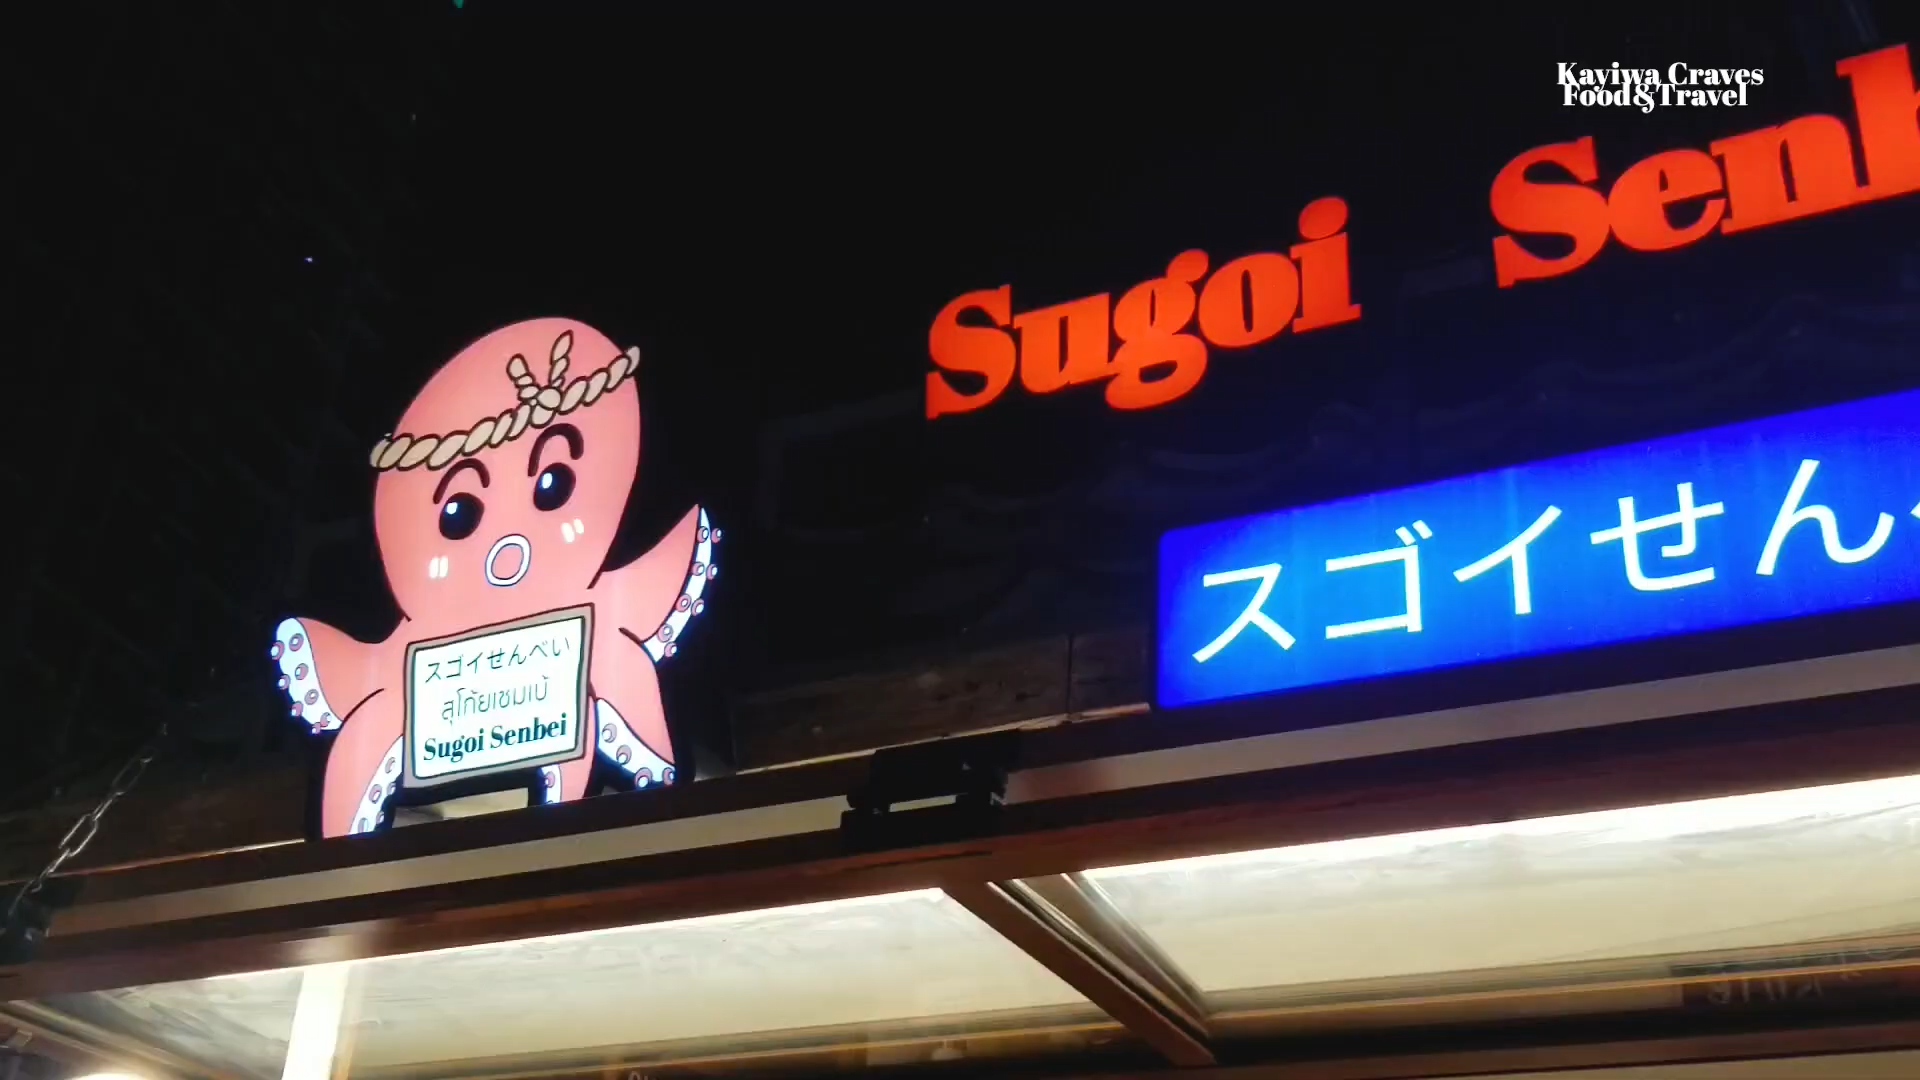 Kayiwa Craves
Food&Travel
Sugoi Senb
スゴイせん
スゴイせんべい
สุโก้ยเซมเบ้
Sugoi Senbei